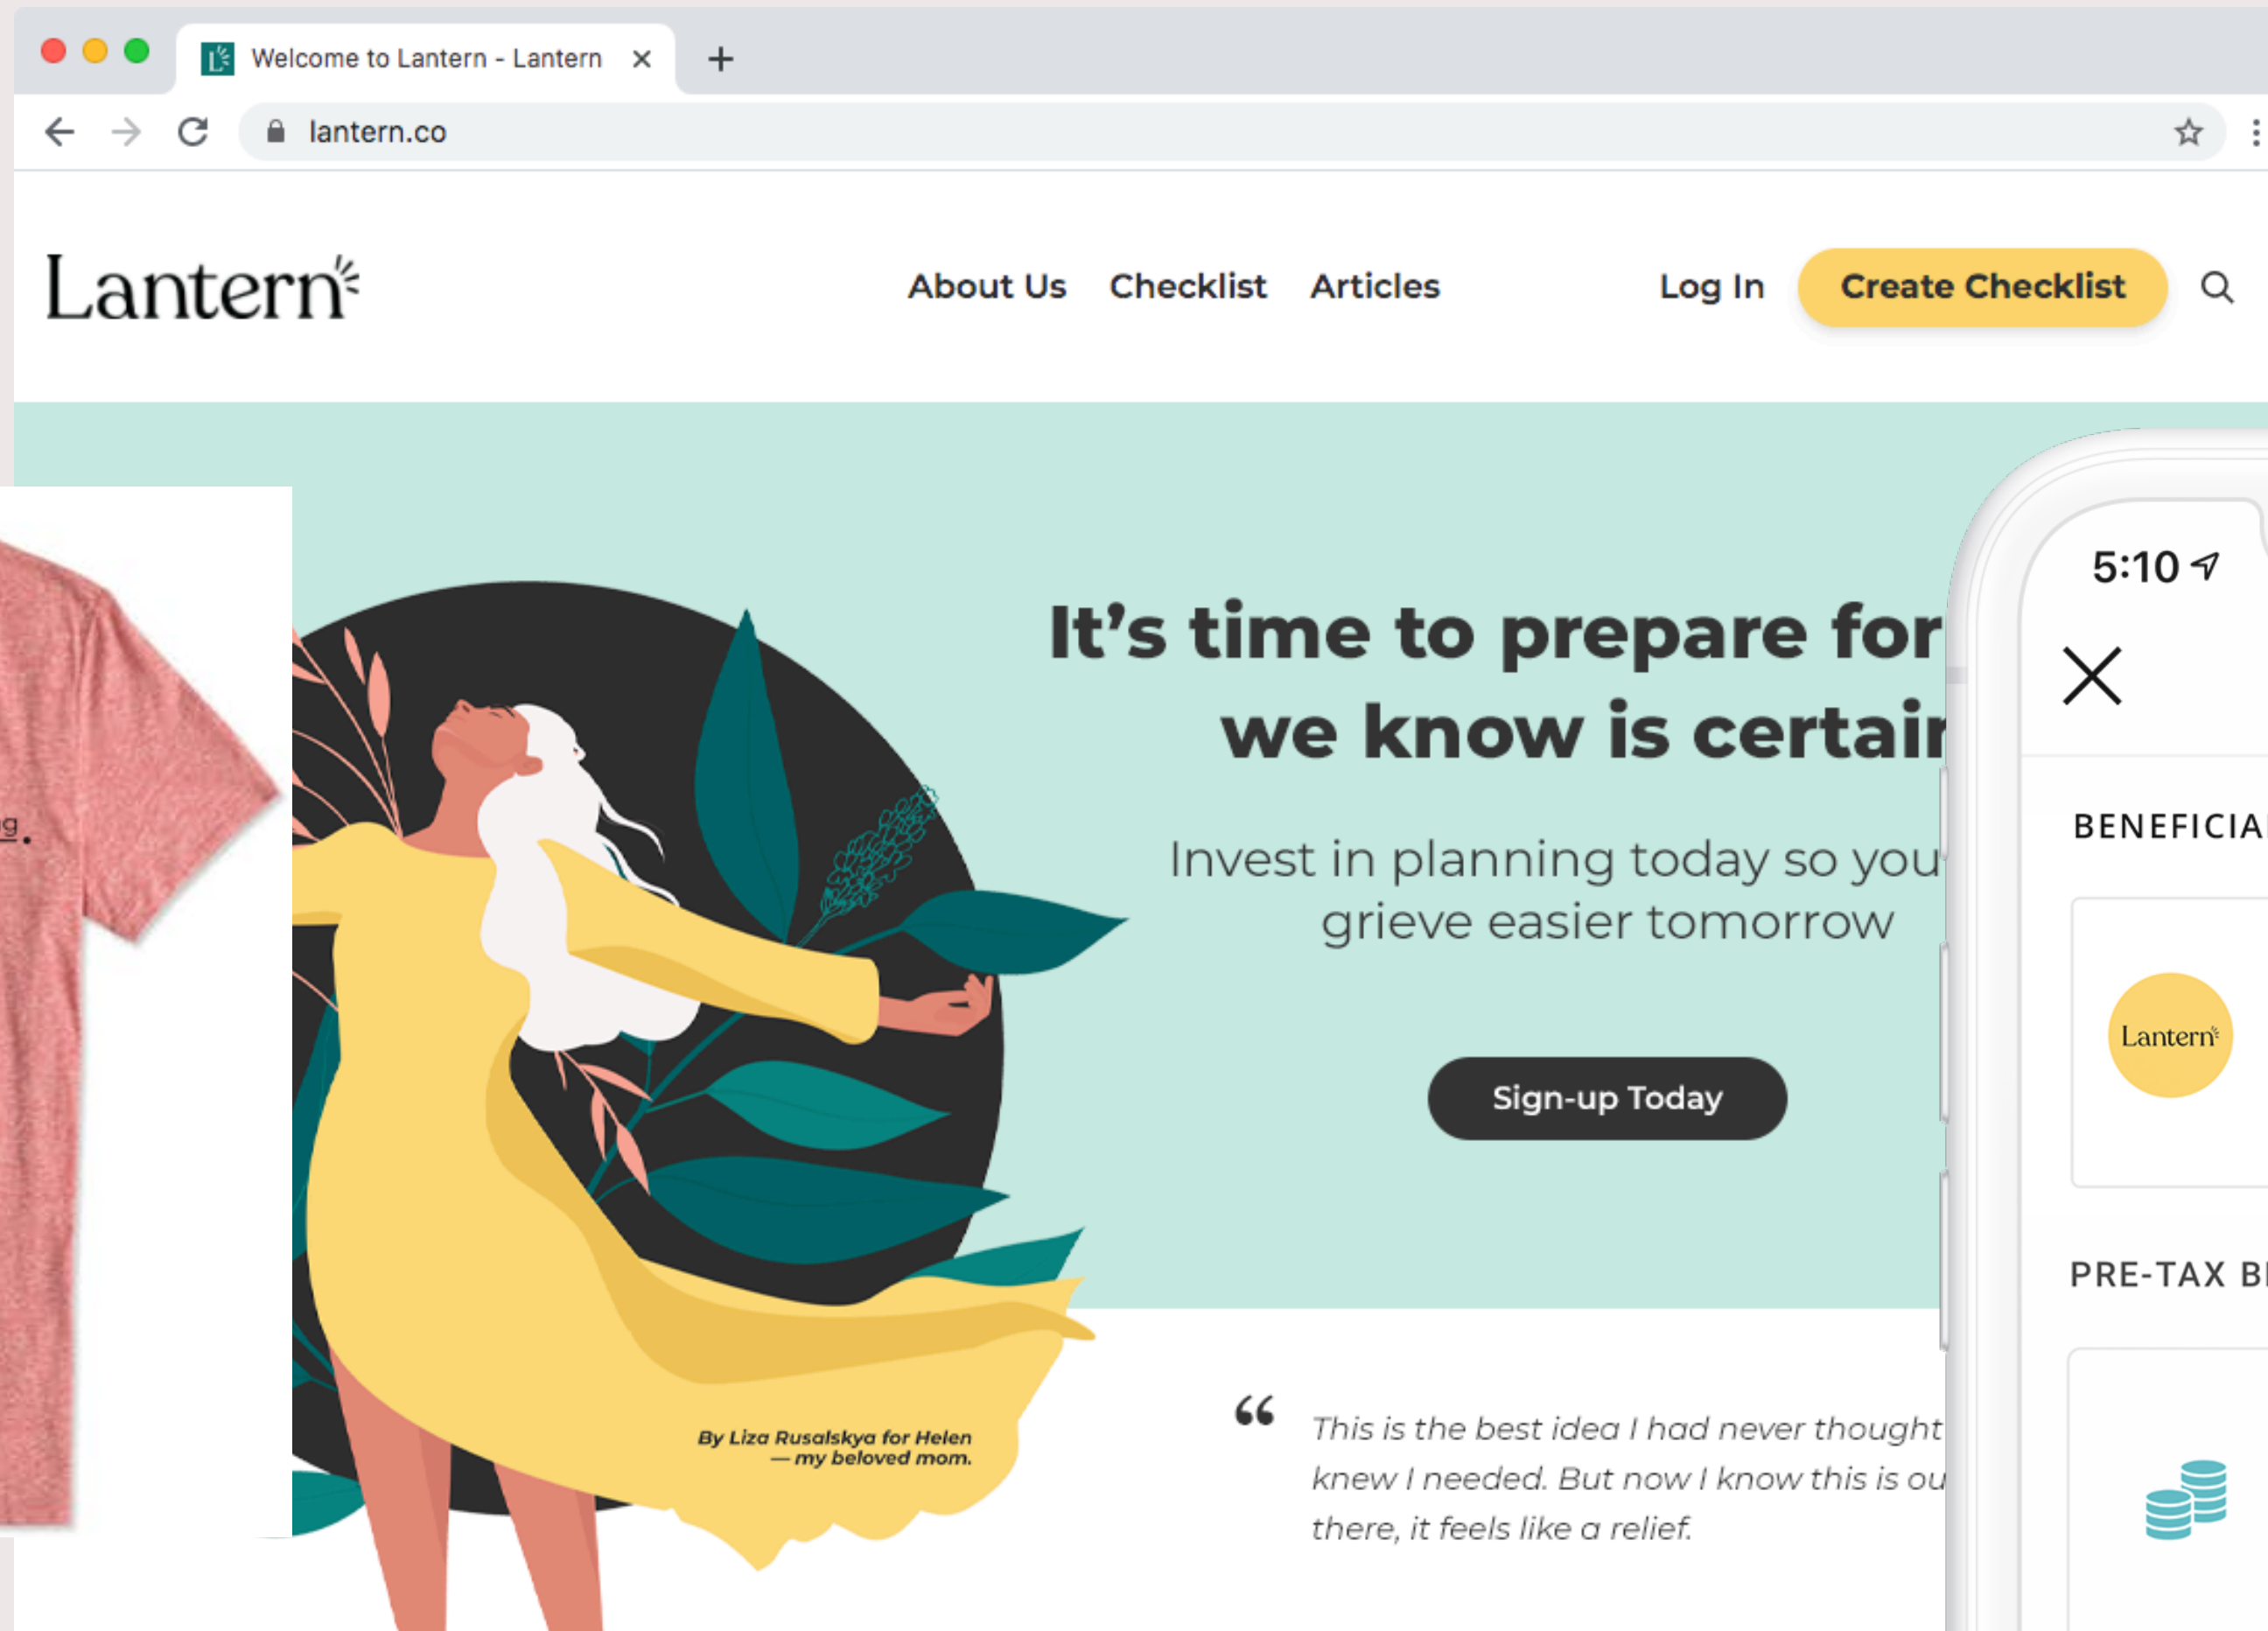 Welcome to Lantern - Lantern
lantern.co
Lantern
About Us Checklist Articles Log In Create Checklist
It's time to prepare for
we know is certain
Invest in planning today so you
grieve easier tomorrow
Sign-up Today
By Liza Rusalskya for Helen
— my beloved mom.
“ This is the best idea I had never thought
knew I needed. But now I know this is ou
there, it feels like a relief.
5:10
BENEFICIA
Lantern
PRE-TAX B